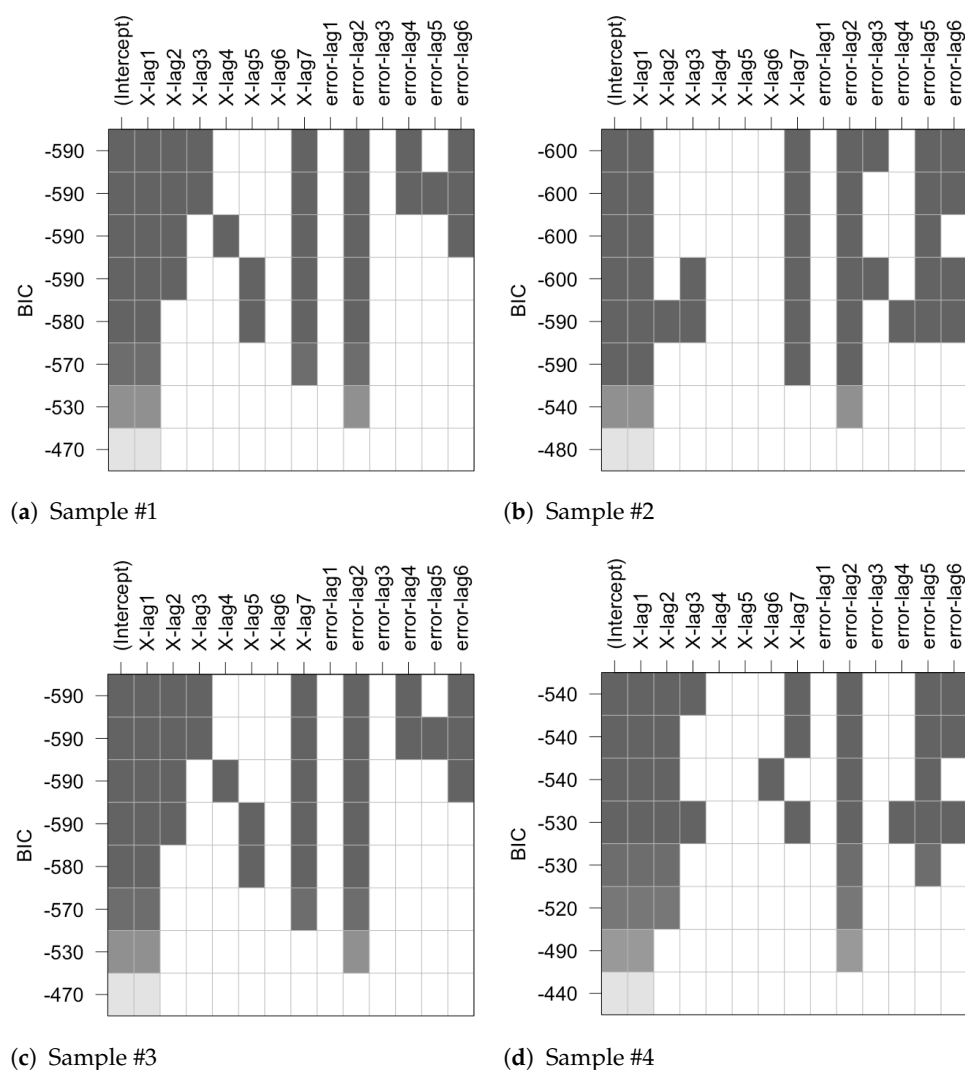 (Intercept)
X-lag1
X-lag2
X-lag3
X-lag4
X-lag5
X-lag6
X-lag7
error-lag1
error-lag2
error-lag3
error-lag4
error-lag5
error-lag6
BIC
-590
-590
-590
-590
-580
-570
-530
-470
(a) Sample #1
(Intercept)
X-lag1
X-lag2
X-lag3
X-lag4
X-lag5
X-lag6
X-lag7
error-lag1
error-lag2
error-lag3
error-lag4
error-lag5
error-lag6
BIC
-600
-600
-600
-600
-590
-590
-540
-480
(b) Sample #2
(Intercept)
X-lag1
X-lag2
X-lag3
X-lag4
X-lag5
X-lag6
X-lag7
error-lag1
error-lag2
error-lag3
error-lag4
error-lag5
error-lag6
BIC
-590
-590
-590
-590
-580
-570
-530
-470
(c) Sample #3
(Intercept)
X-lag1
X-lag2
X-lag3
X-lag4
X-lag5
X-lag6
X-lag7
error-lag1
error-lag2
error-lag3
error-lag4
error-lag5
error-lag6
BIC
-540
-540
-540
-530
-530
-520
-490
-440
(d) Sample #4